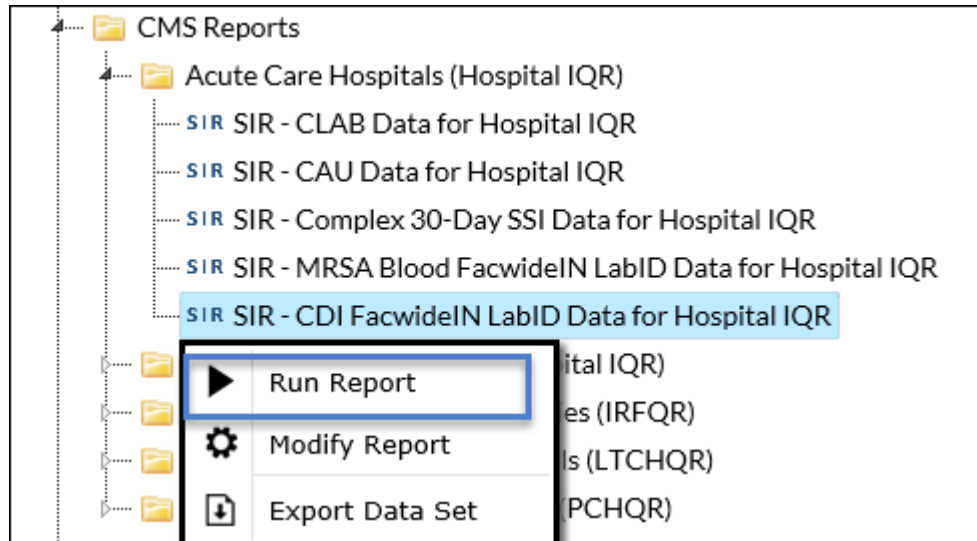 CMS Reports
Acute Care Hospitals (Hospital IQR)
SIR SIR - CLAB Data for Hospital IQR
SIR SIR - CAU Data for Hospital IQR
SIR SIR - Complex 30-Day SSI Data for Hospital IQR
SIR SIR - MRSA Blood FacwideIN LabID Data for Hospital IQR
SIR SIR - CDI FacwideIN LabID Data for Hospital IQR
Run Report
ital IQR)
es (IRFQR)
Modify Report
ls (LTCHQR)
Export Data Set
(PCHQR)